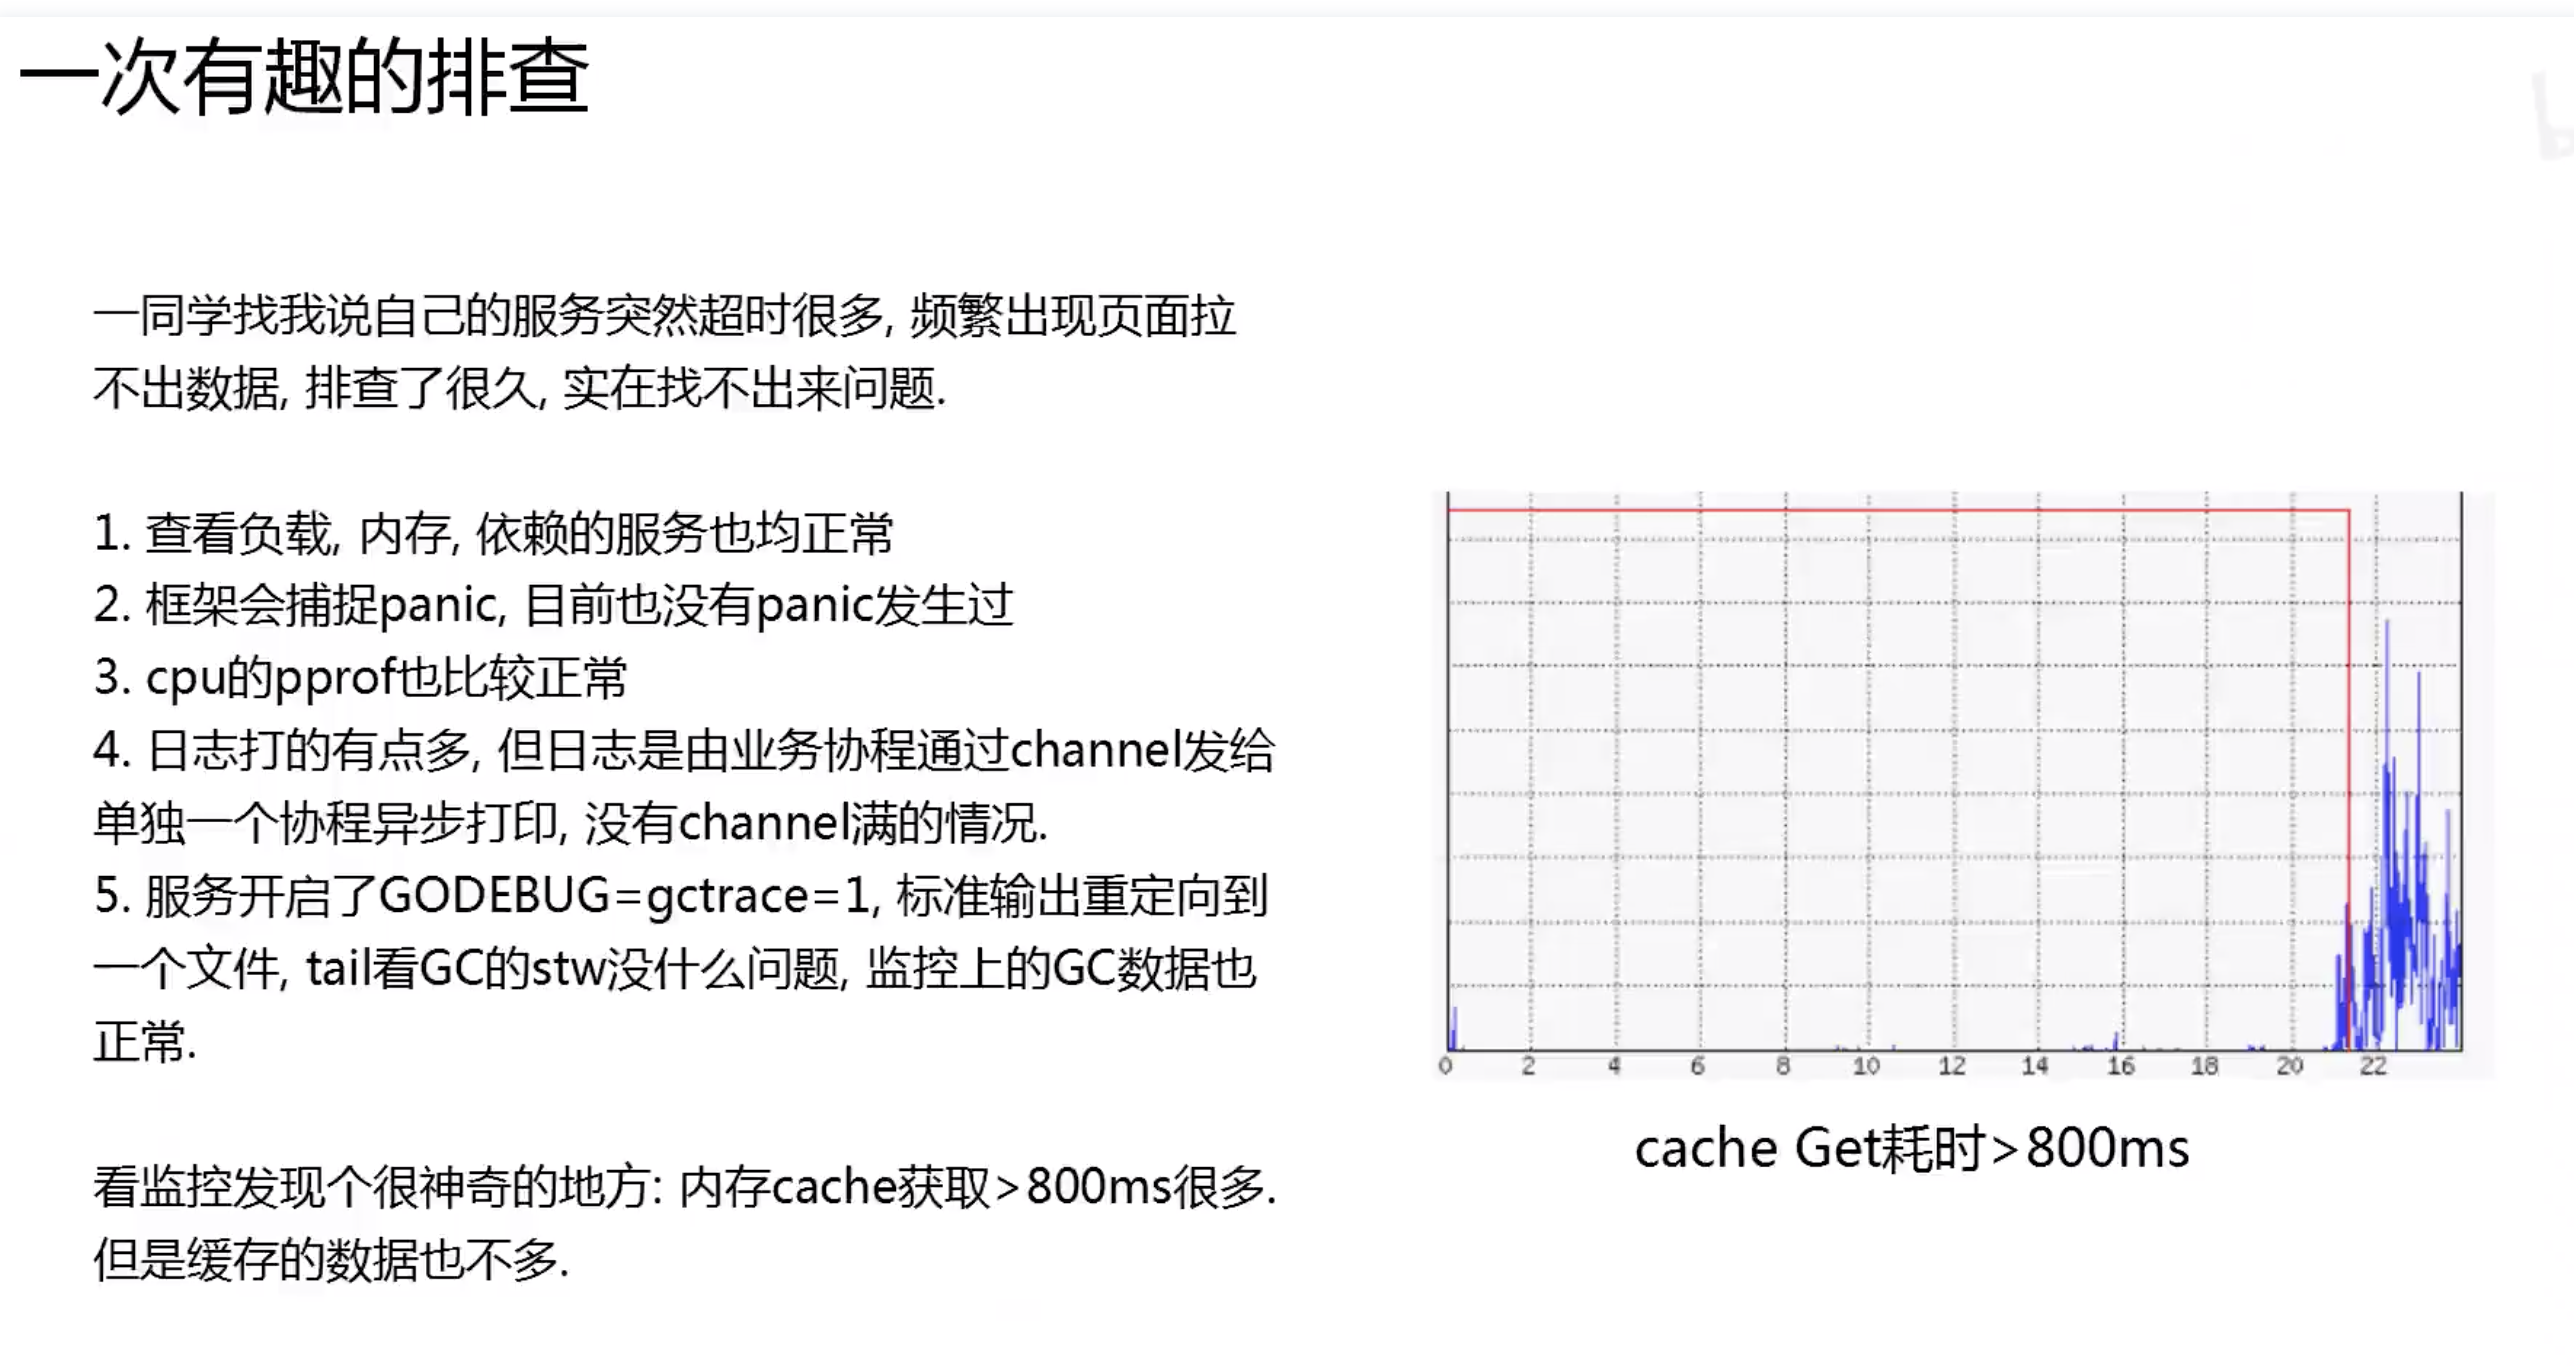 一次有趣的排查
一同学找我说自己的服务突然超时很多, 频繁出现页面拉
不出数据, 排查了很久, 实在找不出来问题.
1. 查看负载, 内存, 依赖的服务也均正常
2. 框架会捕捉panic, 目前也没有panic发生过
3. cpu的pprof也比较正常
4. 日志打的有点多, 但日志是由业务协程通过channel发给
单独一个协程异步打印, 没有channel满的情况.
5. 服务开启了GODEBUG=gctrace=1, 标准输出重定向到
一个文件, tail看GC的stw没什么问题, 监控上的GC数据也
正常.
看监控发现个很神奇的地方: 内存cache获取>800ms很多.
但是缓存的数据也不多.
0 2 4 6 8 10 12 14 16 18 20 22
cache Get耗时>800ms